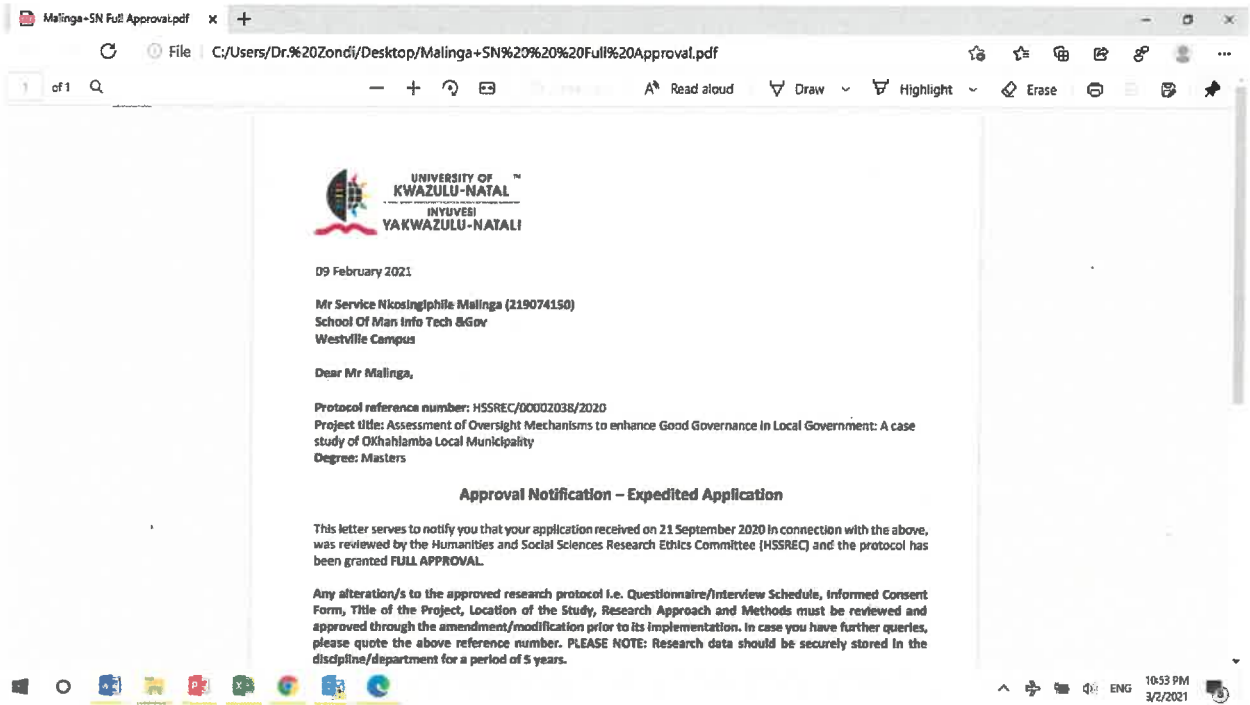 Malinga+SN Full Approval.pdf
File C:/Users/Dr.%20Zondi/Desktop/Malinga+SN%20%20%20Full%20Approval.pdf
1 of 1 Read aloud Draw Highlight Erase
UNIVERSITY OF ™
KWAZULU-NATAL
INYUVESI
YAKWAZULU-NATALI
09 February 2021
Mr Service Nkosingiphile Malinga (219074150)
School Of Man Info Tech &Gov
Westville Campus
Dear Mr Malinga,
Protocol reference number: HSSREC/00002038/2020
Project title: Assessment of Oversight Mechanisms to enhance Good Governance in Local Government: A case
study of OKhahlamba Local Municipality
Degree: Masters
Approval Notification – Expedited Application
This letter serves to notify you that your application received on 21 September 2020 in connection with the above,
was reviewed by the Humanities and Social Sciences Research Ethics Committee (HSSREC) and the protocol has
been granted FULL APPROVAL.
Any alteration/s to the approved research protocol i.e. Questionnaire/Interview Schedule, Informed Consent
Form, Title of the Project, Location of the Study, Research Approach and Methods must be reviewed and
approved through the amendment/modification prior to its implementation. In case you have further queries,
please quote the above reference number. PLEASE NOTE: Research data should be securely stored in the
discipline/department for a period of 5 years.
ENG 10:53 PM
3/2/2021